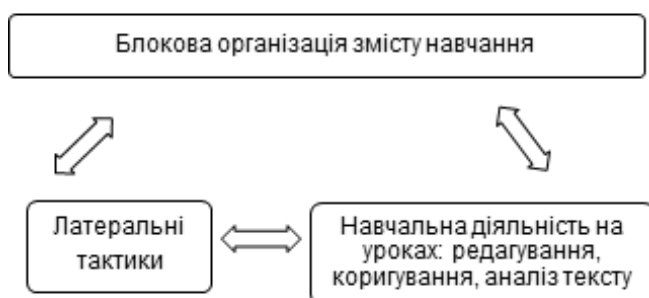 Блокова організація змісту навчання
Латеральні
тактики
Навчальна діяльність на
уроках: редагування,
коригування, аналіз тексту